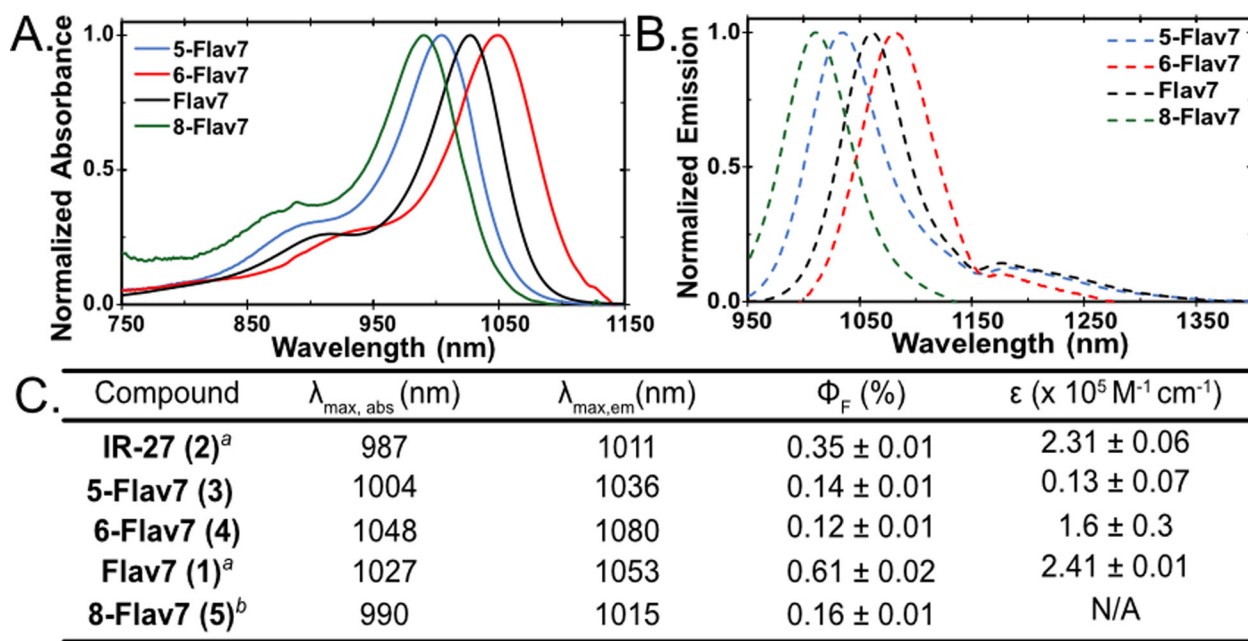 A.
Normalized Absorbance
1.0
0.5
0.0
5-Flav7
6-Flav7
Flav7
8-Flav7
750 850 950 1050 1150
Wavelength (nm)
B.
Normalized Emission
1.0
0.5
0.0
5-Flav7
6-Flav7
Flav7
8-Flav7
950 1050 1150 1250 1350
Wavelength (nm)
C.
Compound λmax, abs (nm) λmax,em(nm) ΦF (%) ε (x 10⁵ M⁻¹ cm⁻¹)
IR-27 (2)ᵃ 987 1011 0.35 ± 0.01 2.31 ± 0.06
5-Flav7 (3) 1004 1036 0.14 ± 0.01 0.13 ± 0.07
6-Flav7 (4) 1048 1080 0.12 ± 0.01 1.6 ± 0.3
Flav7 (1)ᵃ 1027 1053 0.61 ± 0.02 2.41 ± 0.01
8-Flav7 (5)ᵇ 990 1015 0.16 ± 0.01 N/A